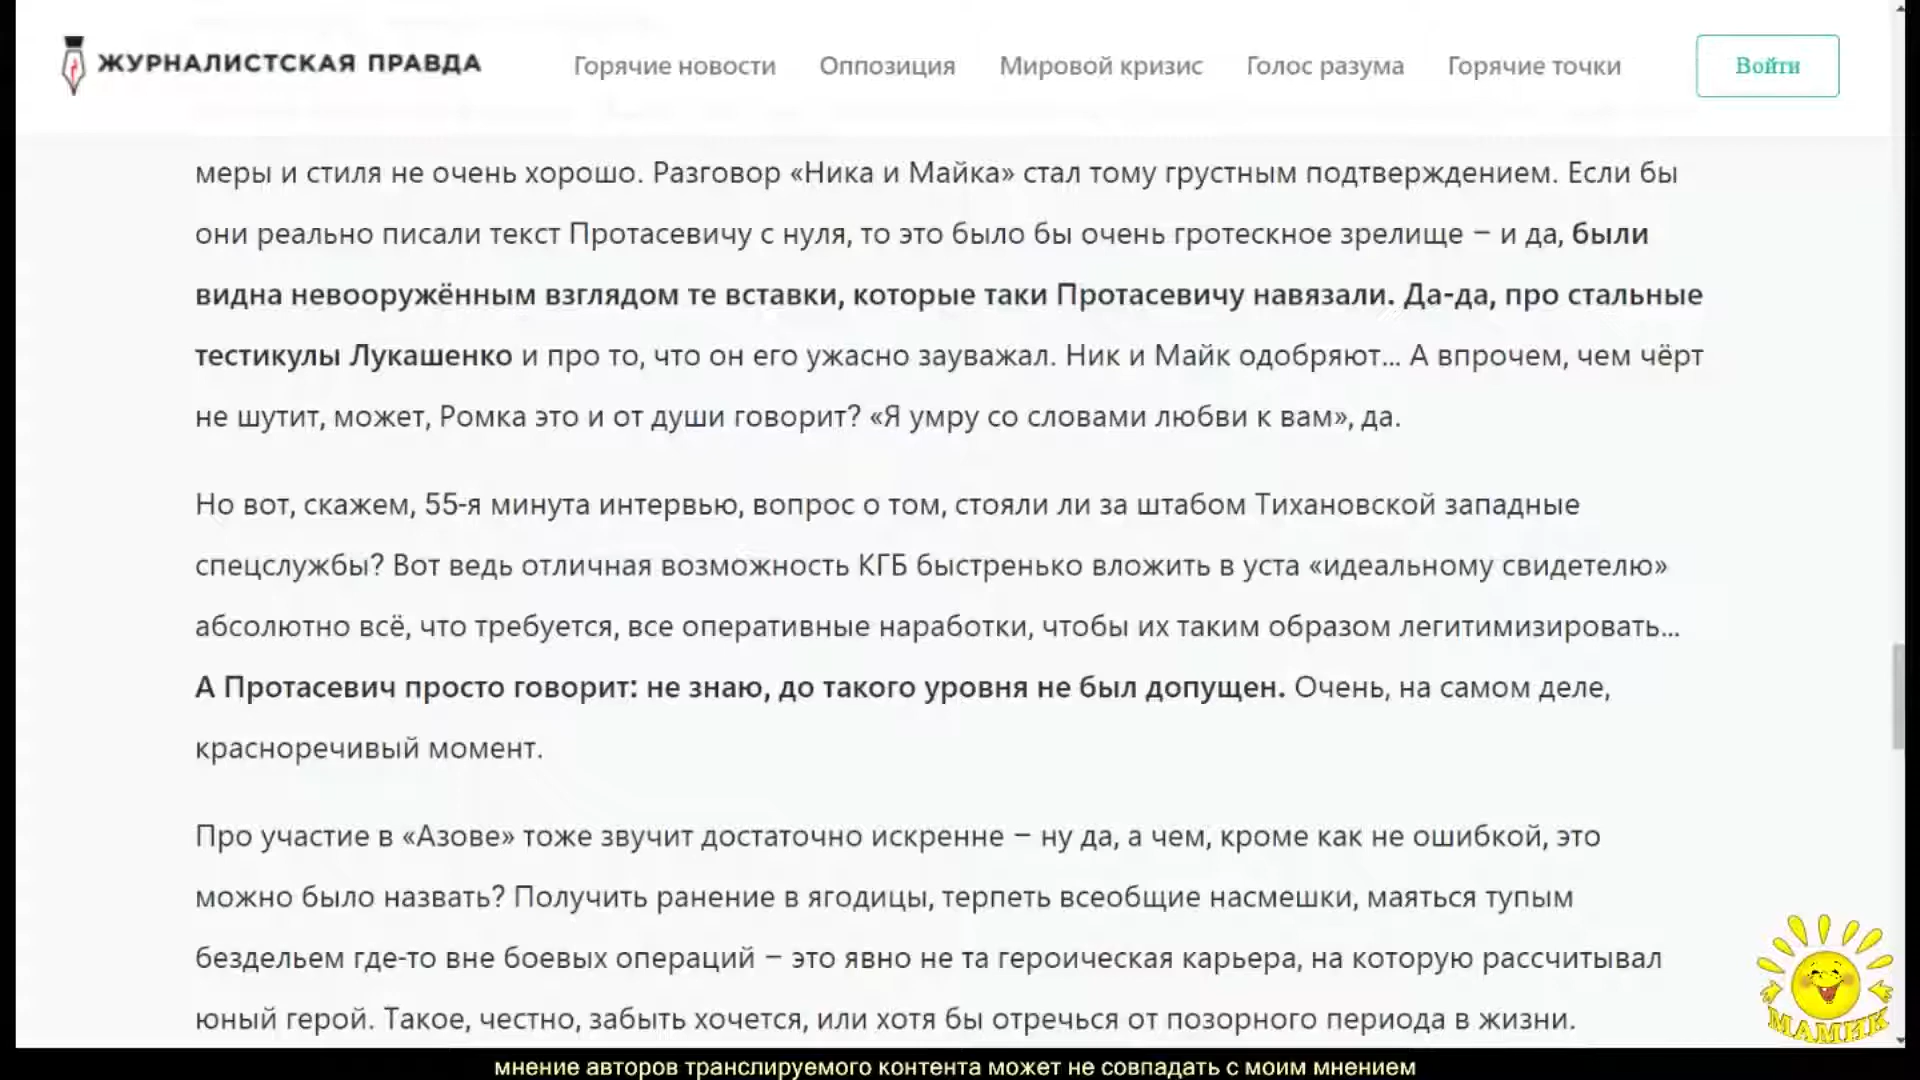 ЖУРНАЛИСТСКАЯ ПРАВДА
Горячие новости
Оппозиция
Мировой кризис
Голос разума
Горячие точки
Войти
меры и стиля не очень хорошо. Разговор «Ника и Майка» стал тому грустным подтверждением. Если бы
они реально писали текст Протасевичу с нуля, то это было бы очень гротескное зрелище – и да, были
видна невооружённым взглядом те вставки, которые таки Протасевичу навязали. Да-да, про стальные
тестикулы Лукашенко и про то, что он его ужасно зауважал. Ник и Майк одобряют... А впрочем, чем чёрт
не шутит, может, Ромка это и от души говорит? «Я умру со словами любви к вам», да.
Но вот, скажем, 55-я минута интервью, вопрос о том, стояли ли за штабом Тихановской западные
спецслужбы? Вот ведь отличная возможность КГБ быстренько вложить в уста «идеальному свидетелю»
абсолютно всё, что требуется, все оперативные наработки, чтобы их таким образом легитимизировать...
А Протасевич просто говорит: не знаю, до такого уровня не был допущен. Очень, на самом деле,
красноречивый момент.
Про участие в «Азове» тоже звучит достаточно искренне – ну да, а чем, кроме как не ошибкой, это
можно было назвать? Получить ранение в ягодицы, терпеть всеобщие насмешки, маяться тупым
бездельем где-то вне боевых операций – это явно не та героическая карьера, на которую рассчитывал
юный герой. Такое, честно, забыть хочется, или хотя бы отречься от позорного периода в жизни.
МАМИК
мнение авторов транслируемого контента может не совпадать с моим мнением